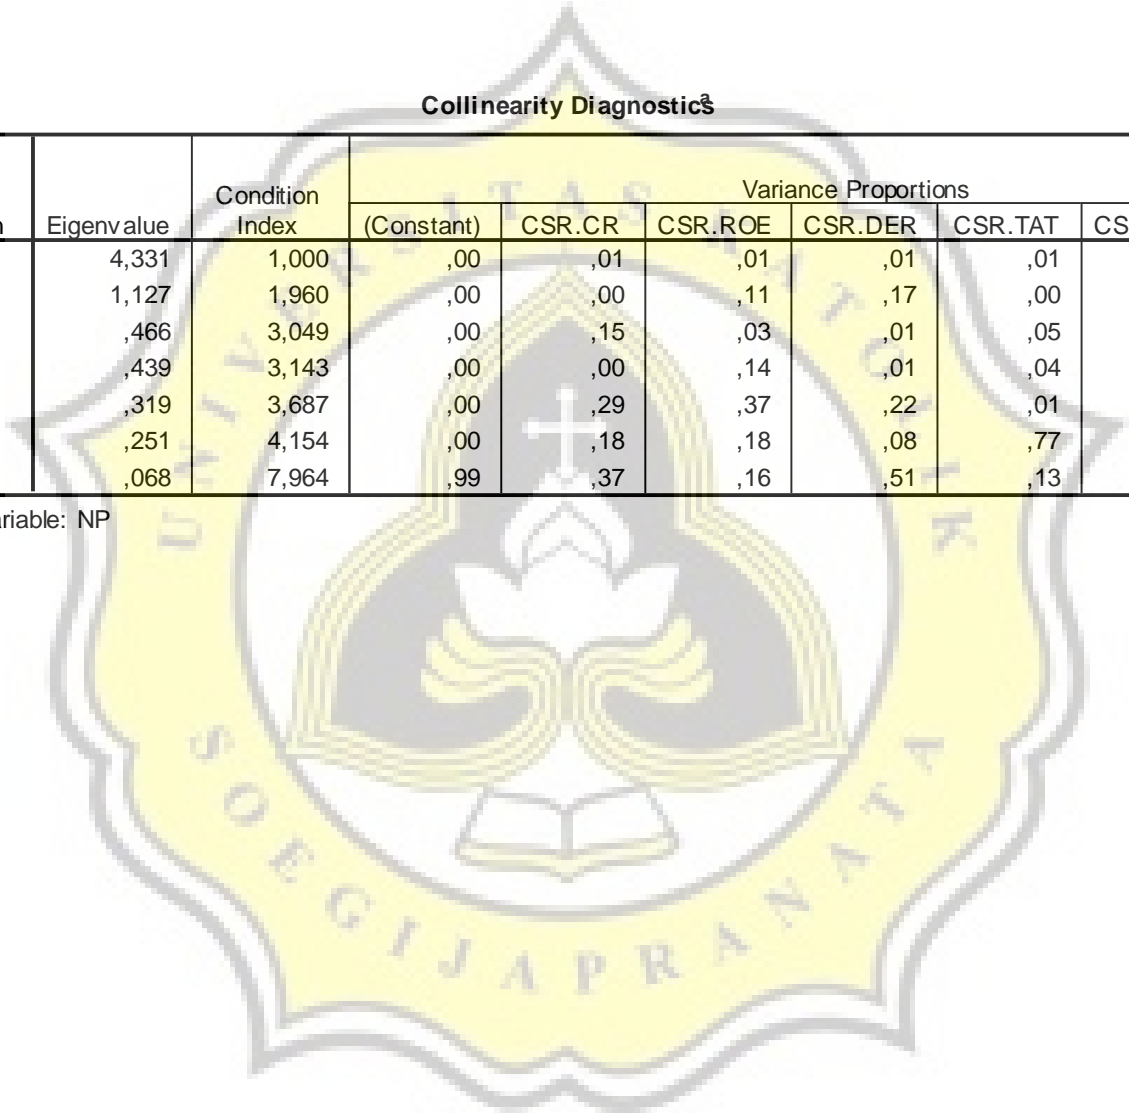 Collinearity Diagnostics a
Variance Proportions
Condition
n Eigenvalue Index (Constant) CSR.CR CSR.ROE CSR.DER CSR.TAT CS
4,331 1,000 ,00 ,01 ,01 ,01 ,01
1,127 1,960 ,00 ,00 ,11 ,17 ,00
,466 3,049 ,00 ,15 ,03 ,01 ,05
,439 3,143 ,00 ,00 ,14 ,01 ,04
,319 3,687 ,00 ,29 ,37 ,22 ,01
,251 4,154 ,00 ,18 ,18 ,08 ,77
,068 7,964 ,99 ,37 ,16 ,51 ,13
ariable: NP
UNIVERSITAS KATOLIK
SOEGIJAPRANATA